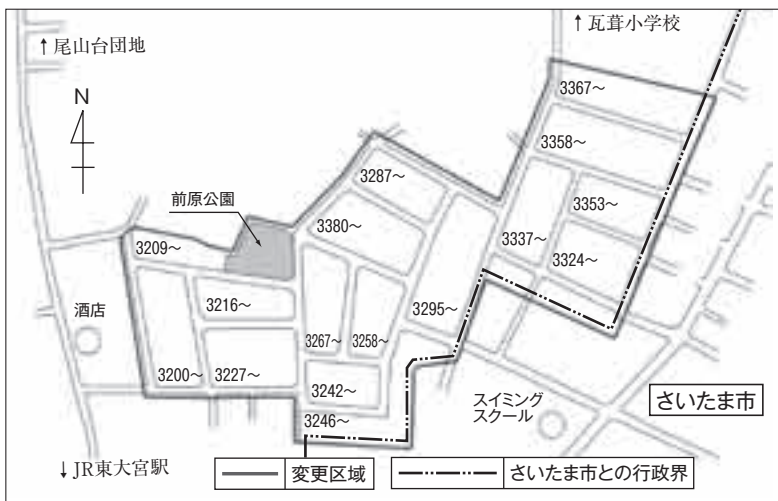 ↑瓦葺小学校
↑尾山台団地
N
3367〜
3358〜
3287〜
3353〜
前原公園
3380〜
3337〜
3209〜
3324〜
3216〜
3295〜
酒店
3267〜
3258〜
3200〜
3227〜
3242〜
3246〜
スイミング
スクール
さいたま市
↓JR東大宮駅
変更区域
さいたま市との行政界